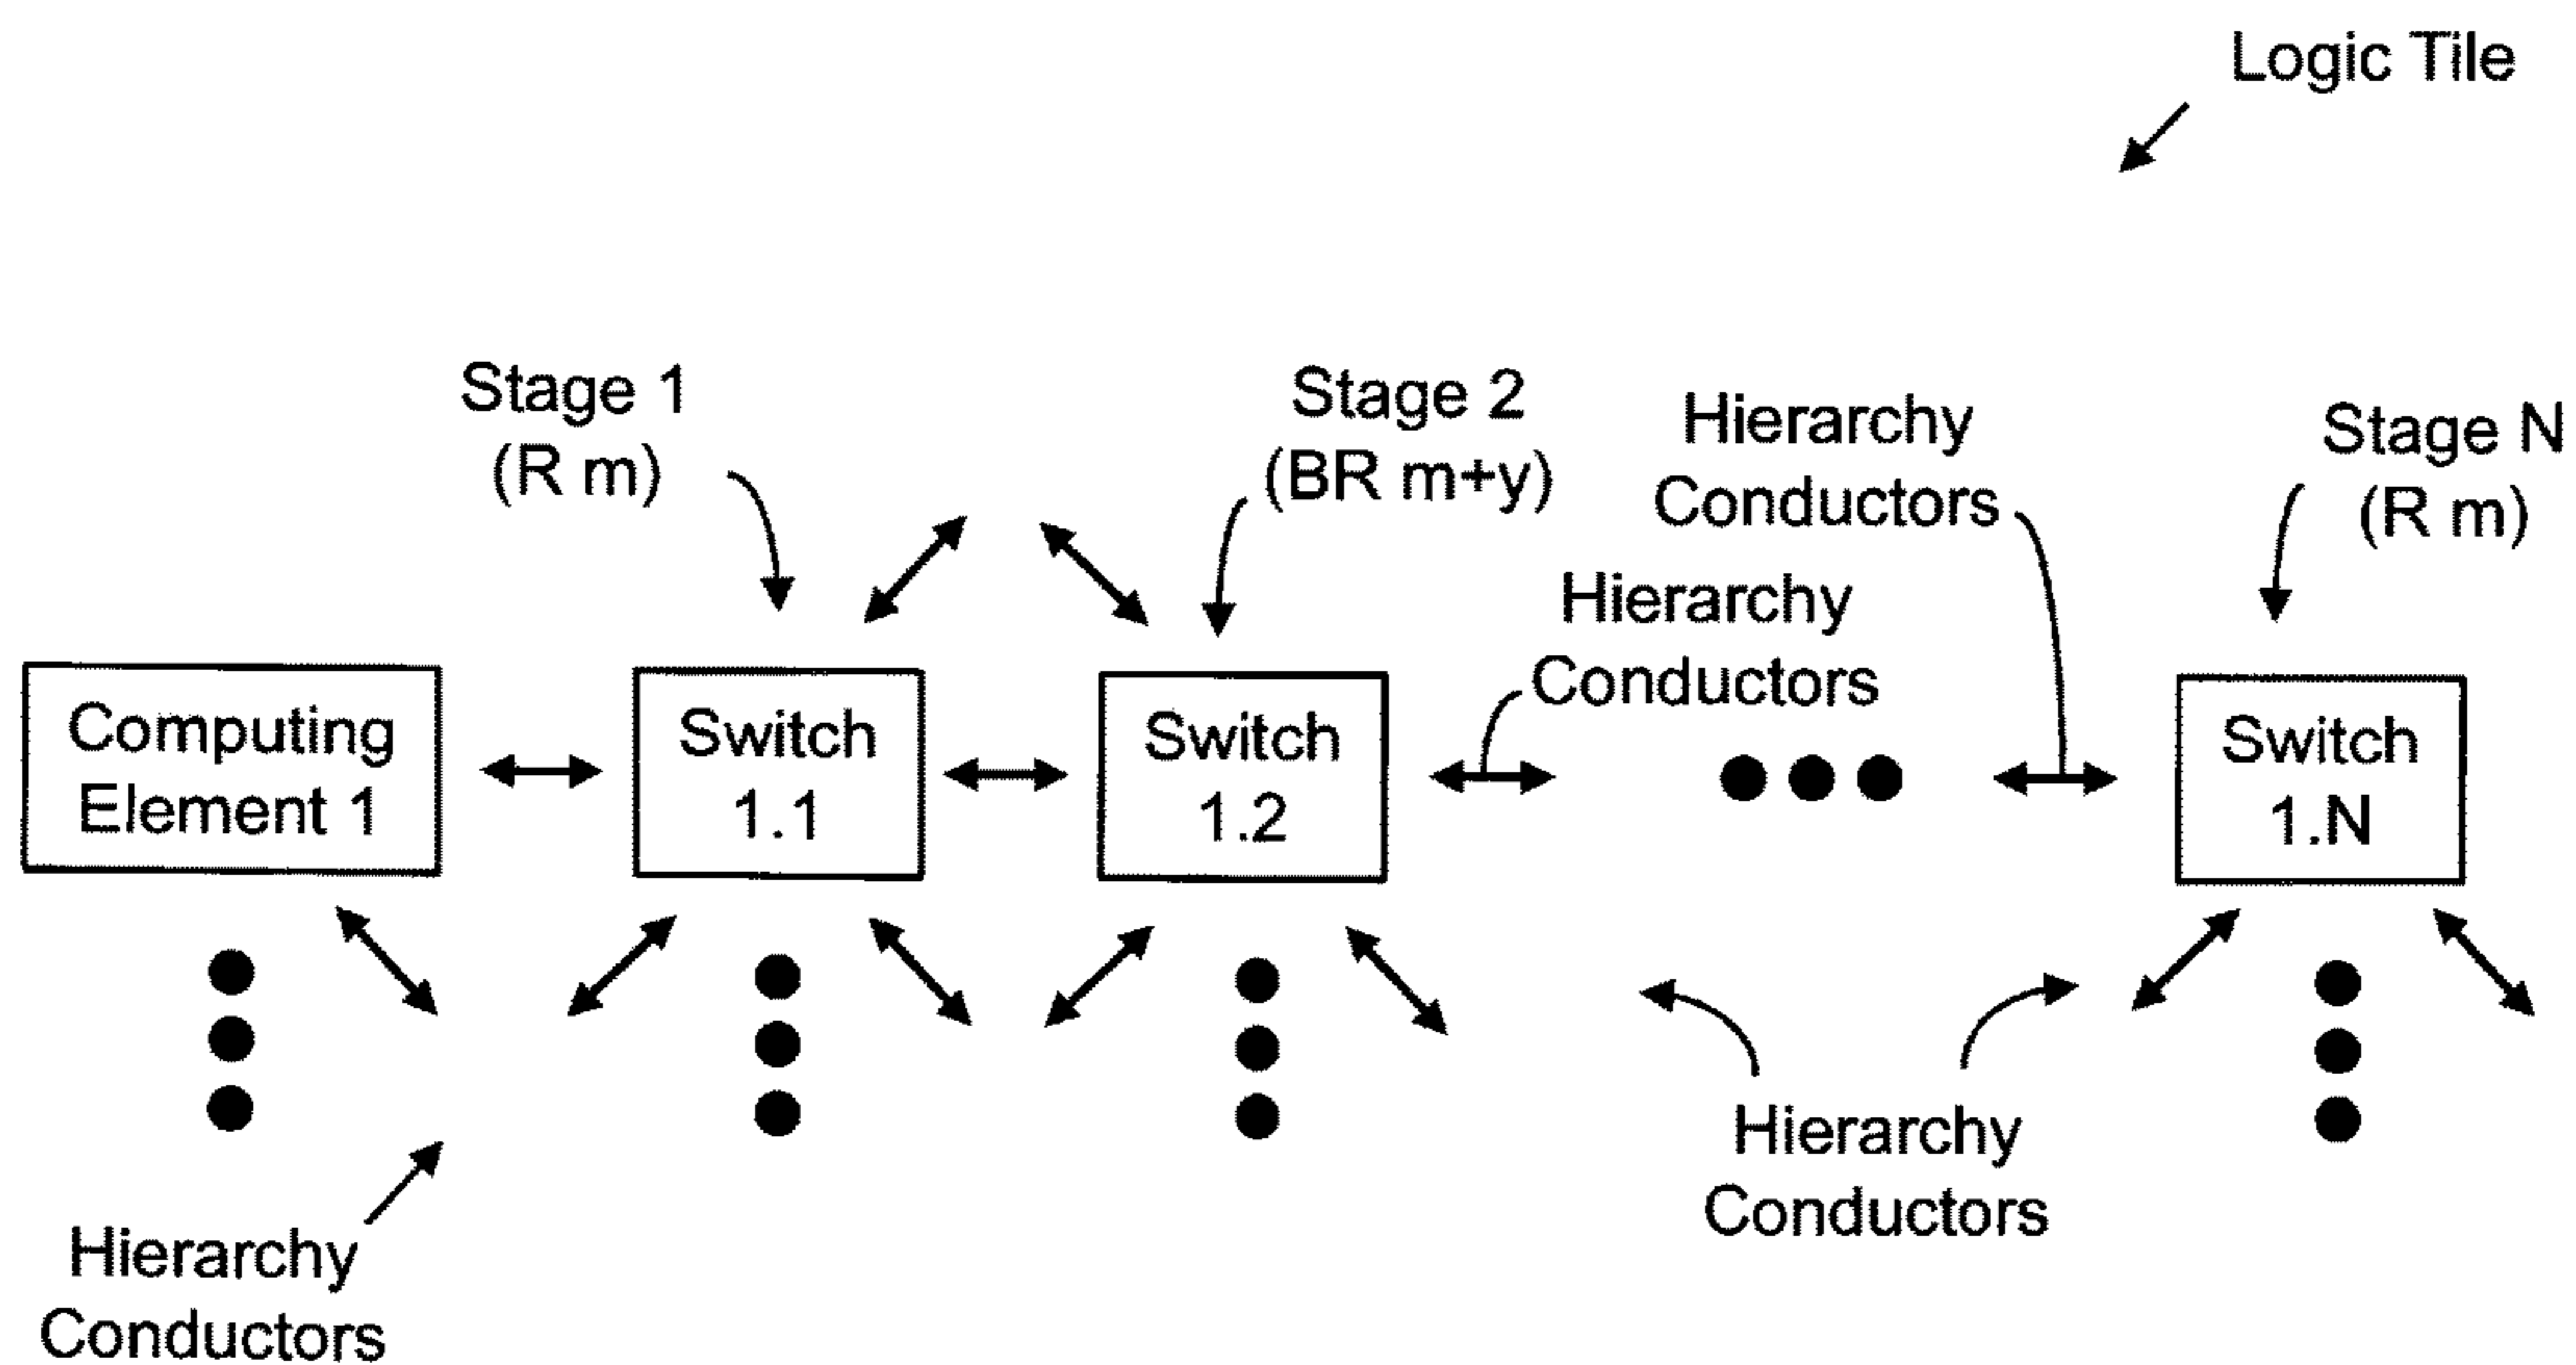 Logic Tile
Stage 1
(R m)
Stage 2
(BR m+y)
Hierarchy
Conductors
Stage N
(R m)
Hierarchy
Conductors
Computing
Element 1
Switch
1.1
Switch
1.2
Switch
1.N
Hierarchy
Conductors
Hierarchy
Conductors